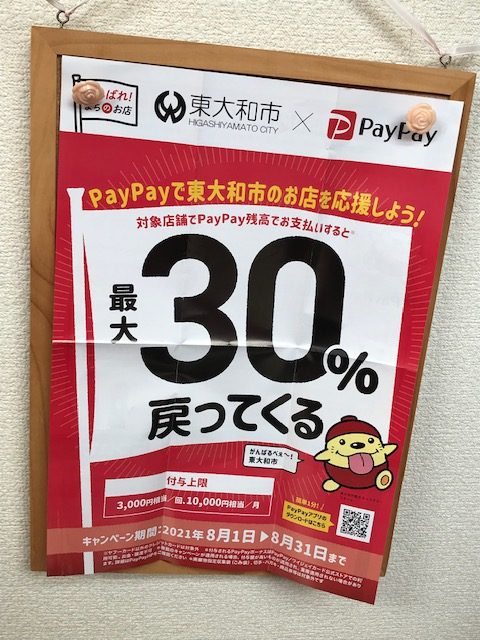 ばれ!
まちのお店
東大和市
HIGASHIYAMATO CITY
×
PayPay
PayPayで東大和市のお店を応援しよう!
対象店舗でPayPay残高でお支払いすると※
最大
30%
戻ってくる
がんばるべぇ〜!
東大和市
付与上限
3,000円相当/回・10,000円相当/月
簡単1分!
PayPayアプリの
ダウンロードはこちら
キャンペーン期間:2021年8月1日▶8月31日まで